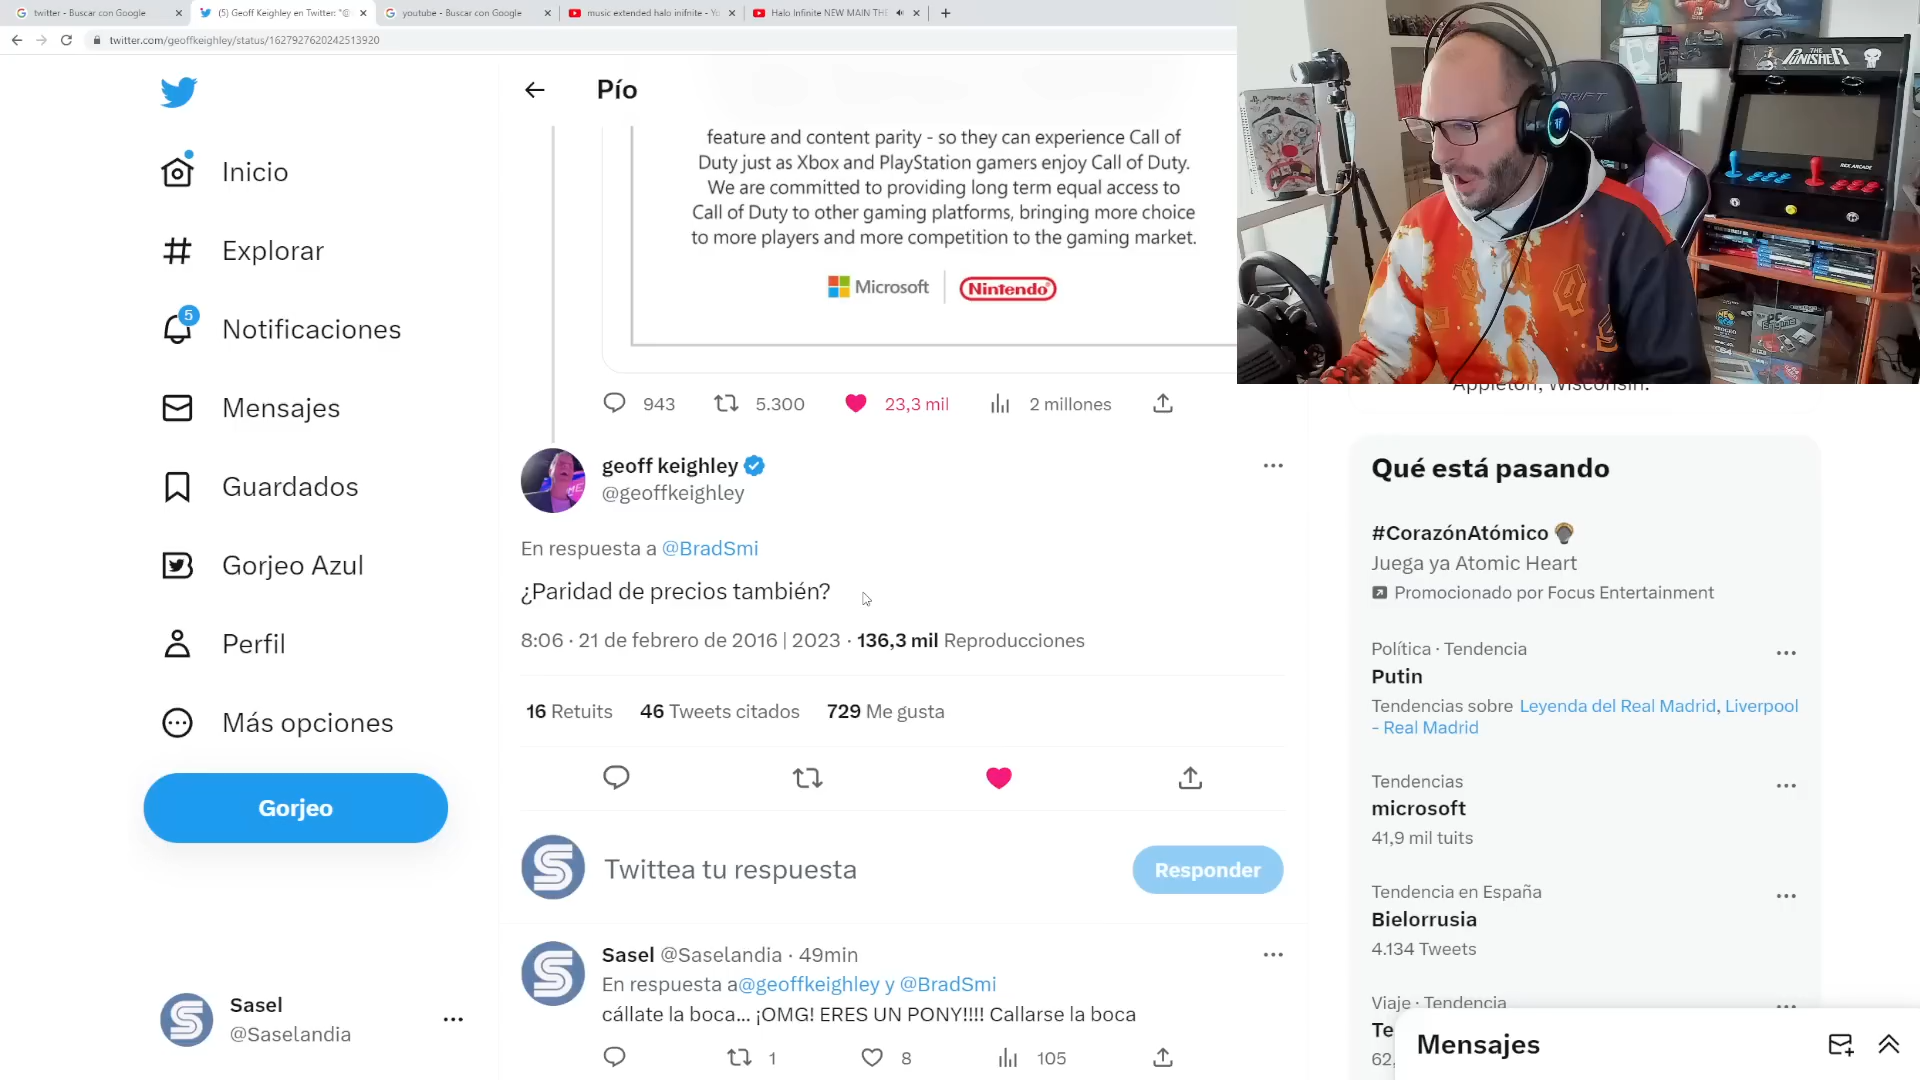 twitter - Buscar con Google
(5) Geoff Keighley en Twitter: "@
youtube - Buscar con Google
music extended halo inifnite - Yo
Halo Infinite NEW MAIN THE
twitter.com/geoffkeighley/status/1627927620242513920
Pío
feature and content parity - so they can experience Call of
Duty just as Xbox and PlayStation gamers enjoy Call of Duty.
We are committed to providing long term equal access to
Call of Duty to other gaming platforms, bringing more choice
to more players and more competition to the gaming market.
Microsoft
Nintendo
943
5.300
23,3 mil
2 millones
Inicio
Explorar
5
Notificaciones
Mensajes
Guardados
Gorjeo Azul
Perfil
Más opciones
Gorjeo
Sasel
@Saselandia
geoff keighley
@geoffkeighley
En respuesta a @BradSmi
¿Paridad de precios también?
8:06 · 21 de febrero de 2016 | 2023 · 136,3 mil Reproducciones
16 Retuits
46 Tweets citados
729 Me gusta
Twittea tu respuesta
Responder
Sasel @Saselandia · 49min
En respuesta a@geoffkeighley y @BradSmi
cállate la boca... ¡OMG! ERES UN PONY!!!! Callarse la boca
1
8
105
THE
PUNISHER
DRIFT
REX ARCADE
Appleton, Wisconsin.
Qué está pasando
#CorazónAtómico
Juega ya Atomic Heart
Promocionado por Focus Entertainment
Política · Tendencia
Putin
Tendencias sobre Leyenda del Real Madrid, Liverpool
- Real Madrid
Tendencias
microsoft
41,9 mil tuits
Tendencia en España
Bielorrusia
4.134 Tweets
Viaje · Tendencia
Te
62,
Mensajes